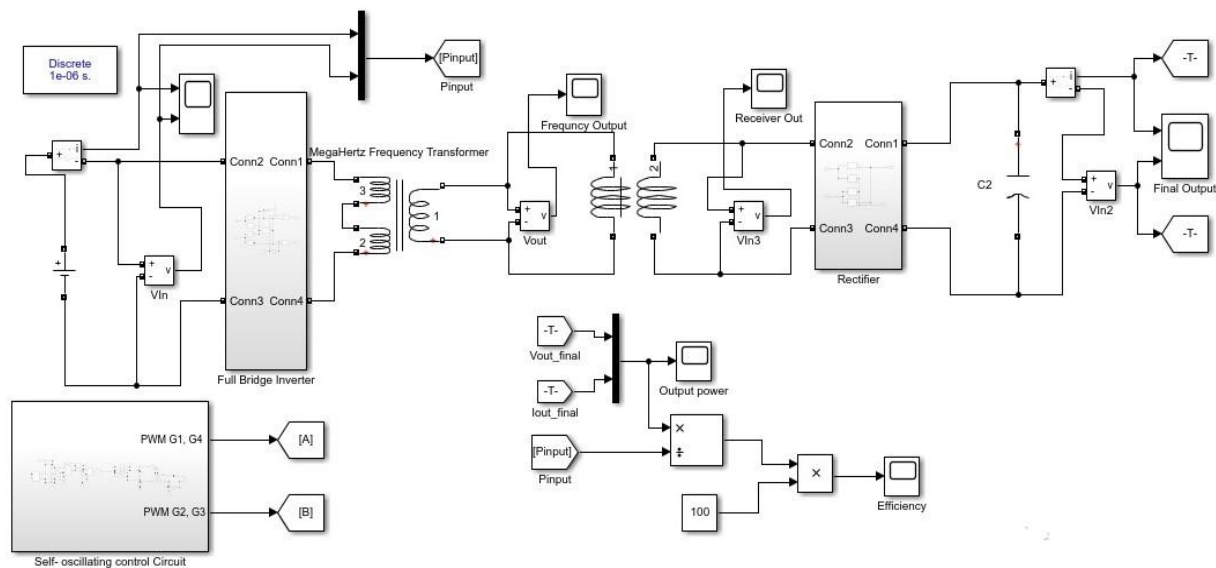 Discrete
1e-06 s.
[Pinput]
Pinput
-T-
i
+
-
Frequncy Output
Receiver Out
MegaHertz Frequency Transformer
Conn2 Conn1
3
1
2
1
2
+
-
v
Vout
+
-
v
VIn3
Conn2 Conn1
Conn3 Conn4
Rectifier
C2
i
+
-
Final Output
+
-
v
VIn2
-T-
+
+
-
v
VIn
Conn3 Conn4
Full Bridge Inverter
-T-
Vout_final
-T-
Iout_final
Output power
[Pinput]
Pinput
×
÷
×
100
Efficiency
PWM G1, G4
[A]
PWM G2, G3
[B]
Self- oscillating control Circuit